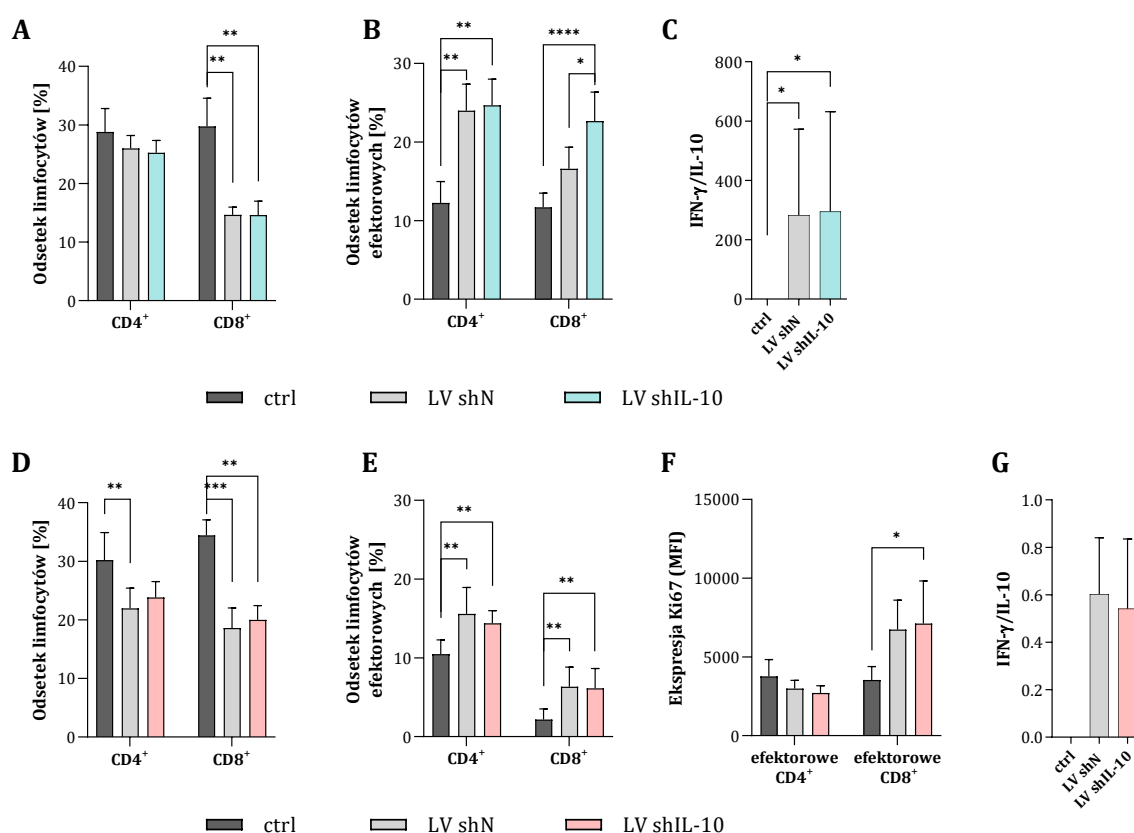 A
Odsetek limfocytów [%]
40
30
20
10
0
** **
CD4+ CD8+
B
Odsetek limfocytów
efektorowych [%]
30
20
10
0
** ** **** *
CD4+ CD8+
C
IFN-γ/IL-10
800
600
400
200
0
* *
ctrl
LV shN
LV shIL-10
ctrl LV shN LV shIL-10
D
Odsetek limfocytów [%]
40
30
20
10
0
** *** **
CD4+ CD8+
E
Odsetek limfocytów
efektorowych [%]
30
20
10
0
** ** ** **
CD4+ CD8+
F
Ekspresja Ki67 (MFI)
15000
10000
5000
0
*
efektorowe efektorowe
CD4+ CD8+
G
IFN-γ/IL-10
1.0
0.8
0.6
0.4
0.2
0.0
ctrl
LV shN
LV shIL-10
ctrl LV shN LV shIL-10